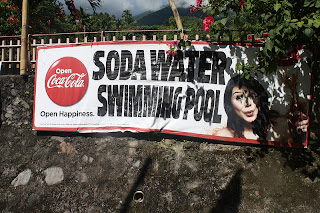 Open
Coca-Cola
Open Happiness.
SODA WATER
SWIMMING POOL